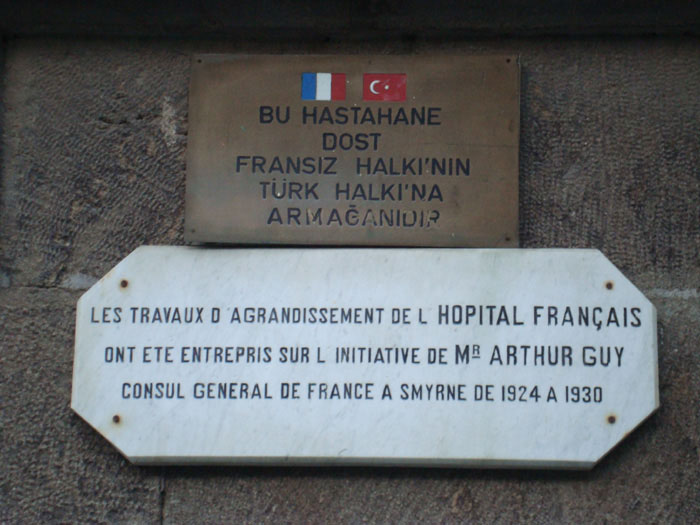 BU HASTAHANE
DOST
FRANSIZ HALKI'NIN
TÜRK HALKI'NA
ARMAĞANIDIR
LES TRAVAUX D'AGRANDISSEMENT DE L'HOPITAL FRANÇAIS
ONT ETE ENTREPRIS SUR L'INITIATIVE DE MR ARTHUR GUY
CONSUL GENERAL DE FRANCE A SMYRNE DE 1924 A 1930